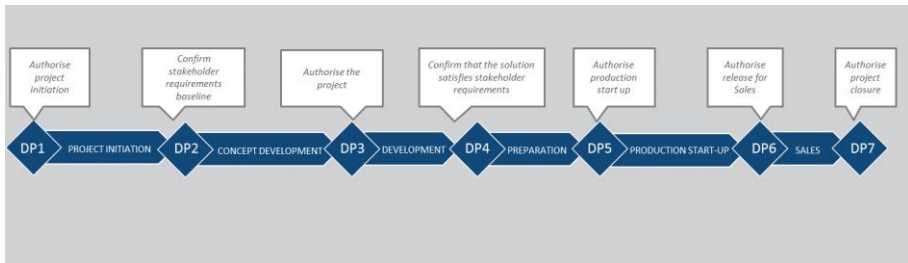 Authorise
project
initiation
Confirm
stakeholder
requirements
baseline
Authorise the
project
Confirm that the solution
satisfies stakeholder
requirements
Authorise
production
start up
Authorise
release for
Sales
Authorise
project
closure
DP1
PROJECT INITIATION
DP2
CONCEPT DEVELOPMENT
DP3
DEVELOPMENT
DP4
PREPARATION
DP5
PRODUCTION START-UP
DP6
SALES
DP7